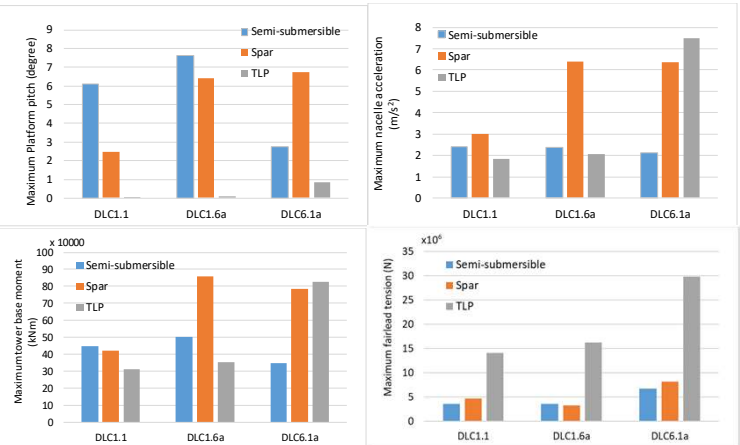 Maximum Platform pitch (degree)
9
8
7
6
5
4
3
2
1
0
Semi-submersible
Spar
TLP
DLC1.1
DLC1.6a
DLC6.1a
Maximum nacelle acceleration
(m/s²)
8
7
6
5
4
3
2
1
0
Semi-submersible
Spar
TLP
DLC1.1
DLC1.6a
DLC6.1a
x 10000
Maximumtower base moment
(kNm)
100
90
80
70
60
50
40
30
20
10
0
Semi-submersible
Spar
TLP
DLC1.1
DLC1.6a
DLC6.1a
x10⁶
Maximum fairlead tension (N)
35
30
25
20
15
10
5
0
Semi-submersible
Spar
TLP
DLC1.1
DLC1.6a
DLC6.1a